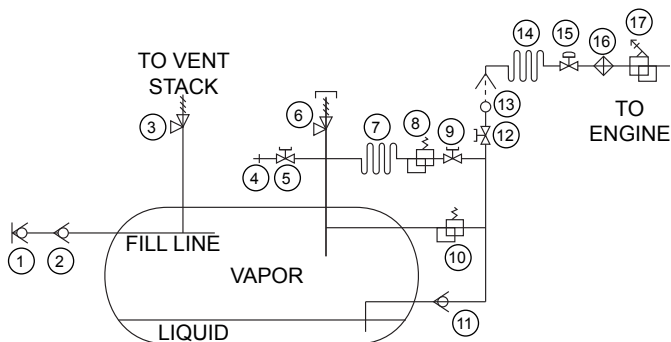 17
14
15
16
TO VENT
STACK
13
TO
ENGINE
3
6
7
8
9
12
4
5
FILL LINE
1
2
VAPOR
10
11
LIQUID